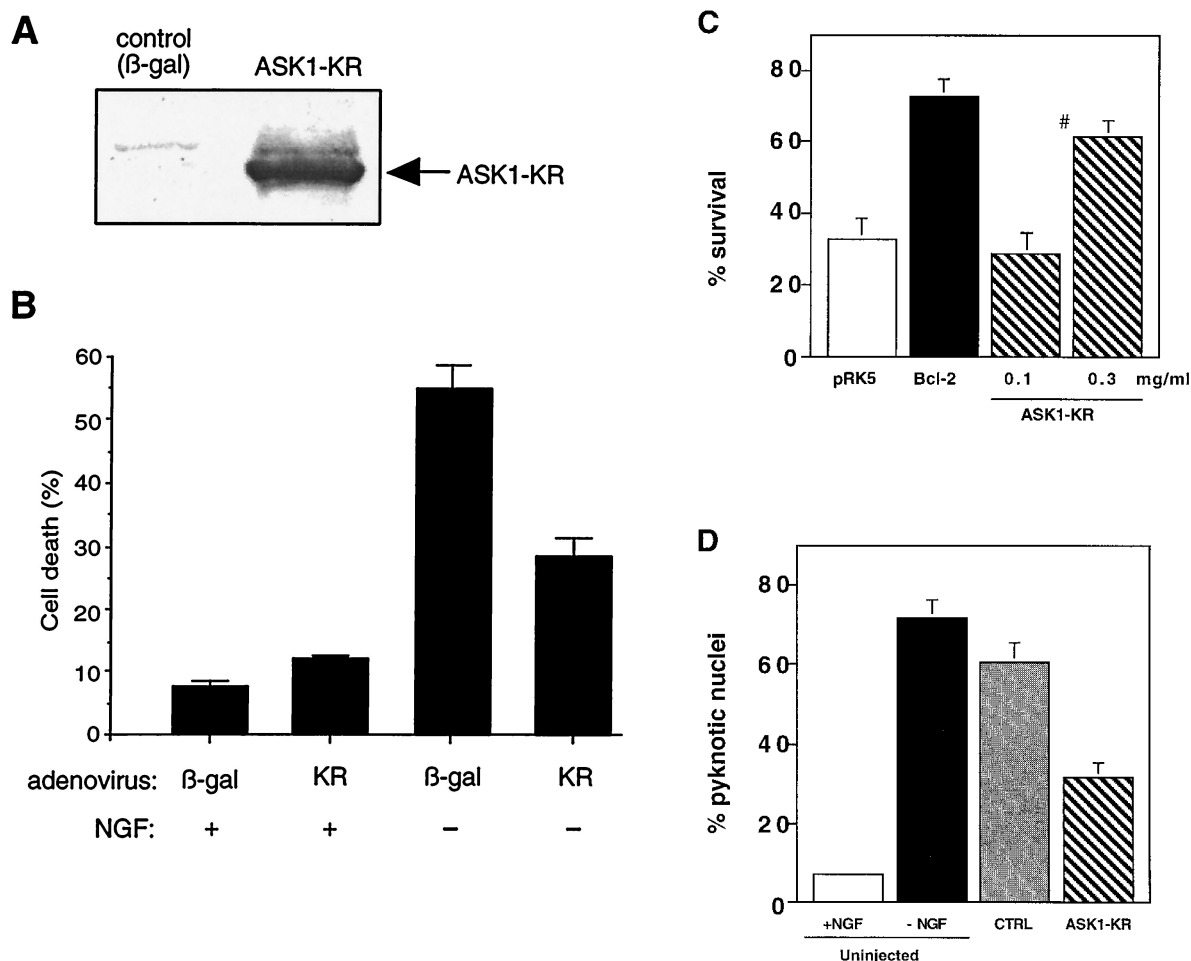 A
control
(ß-gal)
ASK1-KR
ASK1-KR
B
Cell death (%)
60
50
40
30
20
10
0
adenovirus: ß-gal KR ß-gal KR
NGF: + + − −
C
% survival
80
60
40
20
0
#
pRK5 Bcl-2 0.1 0.3 mg/ml
ASK1-KR
D
% pyknotic nuclei
80
60
40
20
0
+NGF - NGF CTRL ASK1-KR
Uninjected